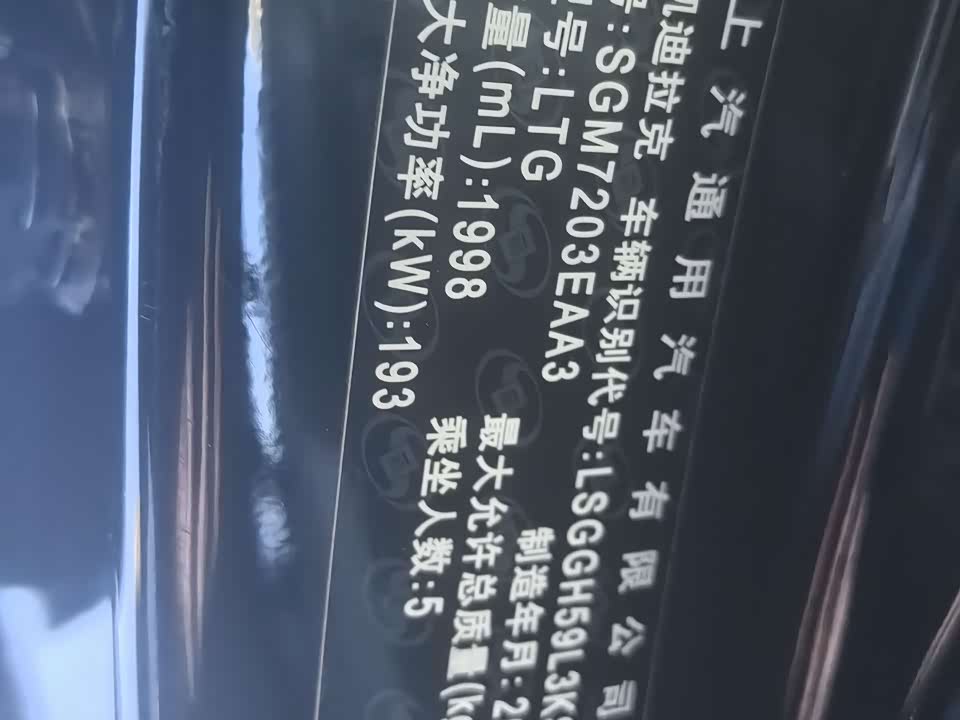 上汽通用汽车有限公司
迪拉克 车辆识别代号:LSGGH59L3K
号:SGM7203EAA3
号:LTG 制造年月:2
量(mL):1998 最大允许总质量(k
大净功率(kW):193 乘坐人数:5